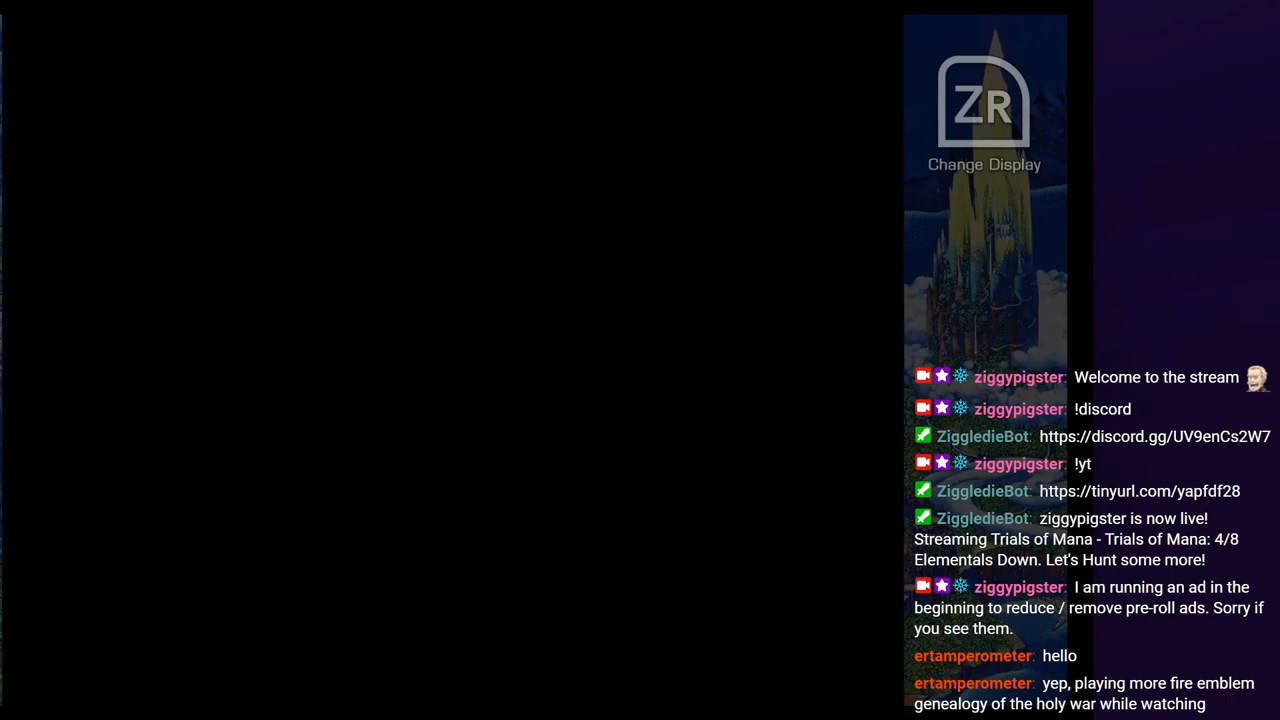 ZR
Change Display
ziggypigster: Welcome to the stream
ziggypigster: !discord
ZiggledieBot: https://discord.gg/UV9enCs2W7
ziggypigster: !yt
ZiggledieBot: https://tinyurl.com/yapfdf28
ZiggledieBot: ziggypigster is now live!
Streaming Trials of Mana - Trials of Mana: 4/8
Elementals Down. Let's Hunt some more!
ziggypigster: I am running an ad in the
beginning to reduce / remove pre-roll ads. Sorry if
you see them.
ertamperometer: hello
ertamperometer: yep, playing more fire emblem
genealogy of the holy war while watching